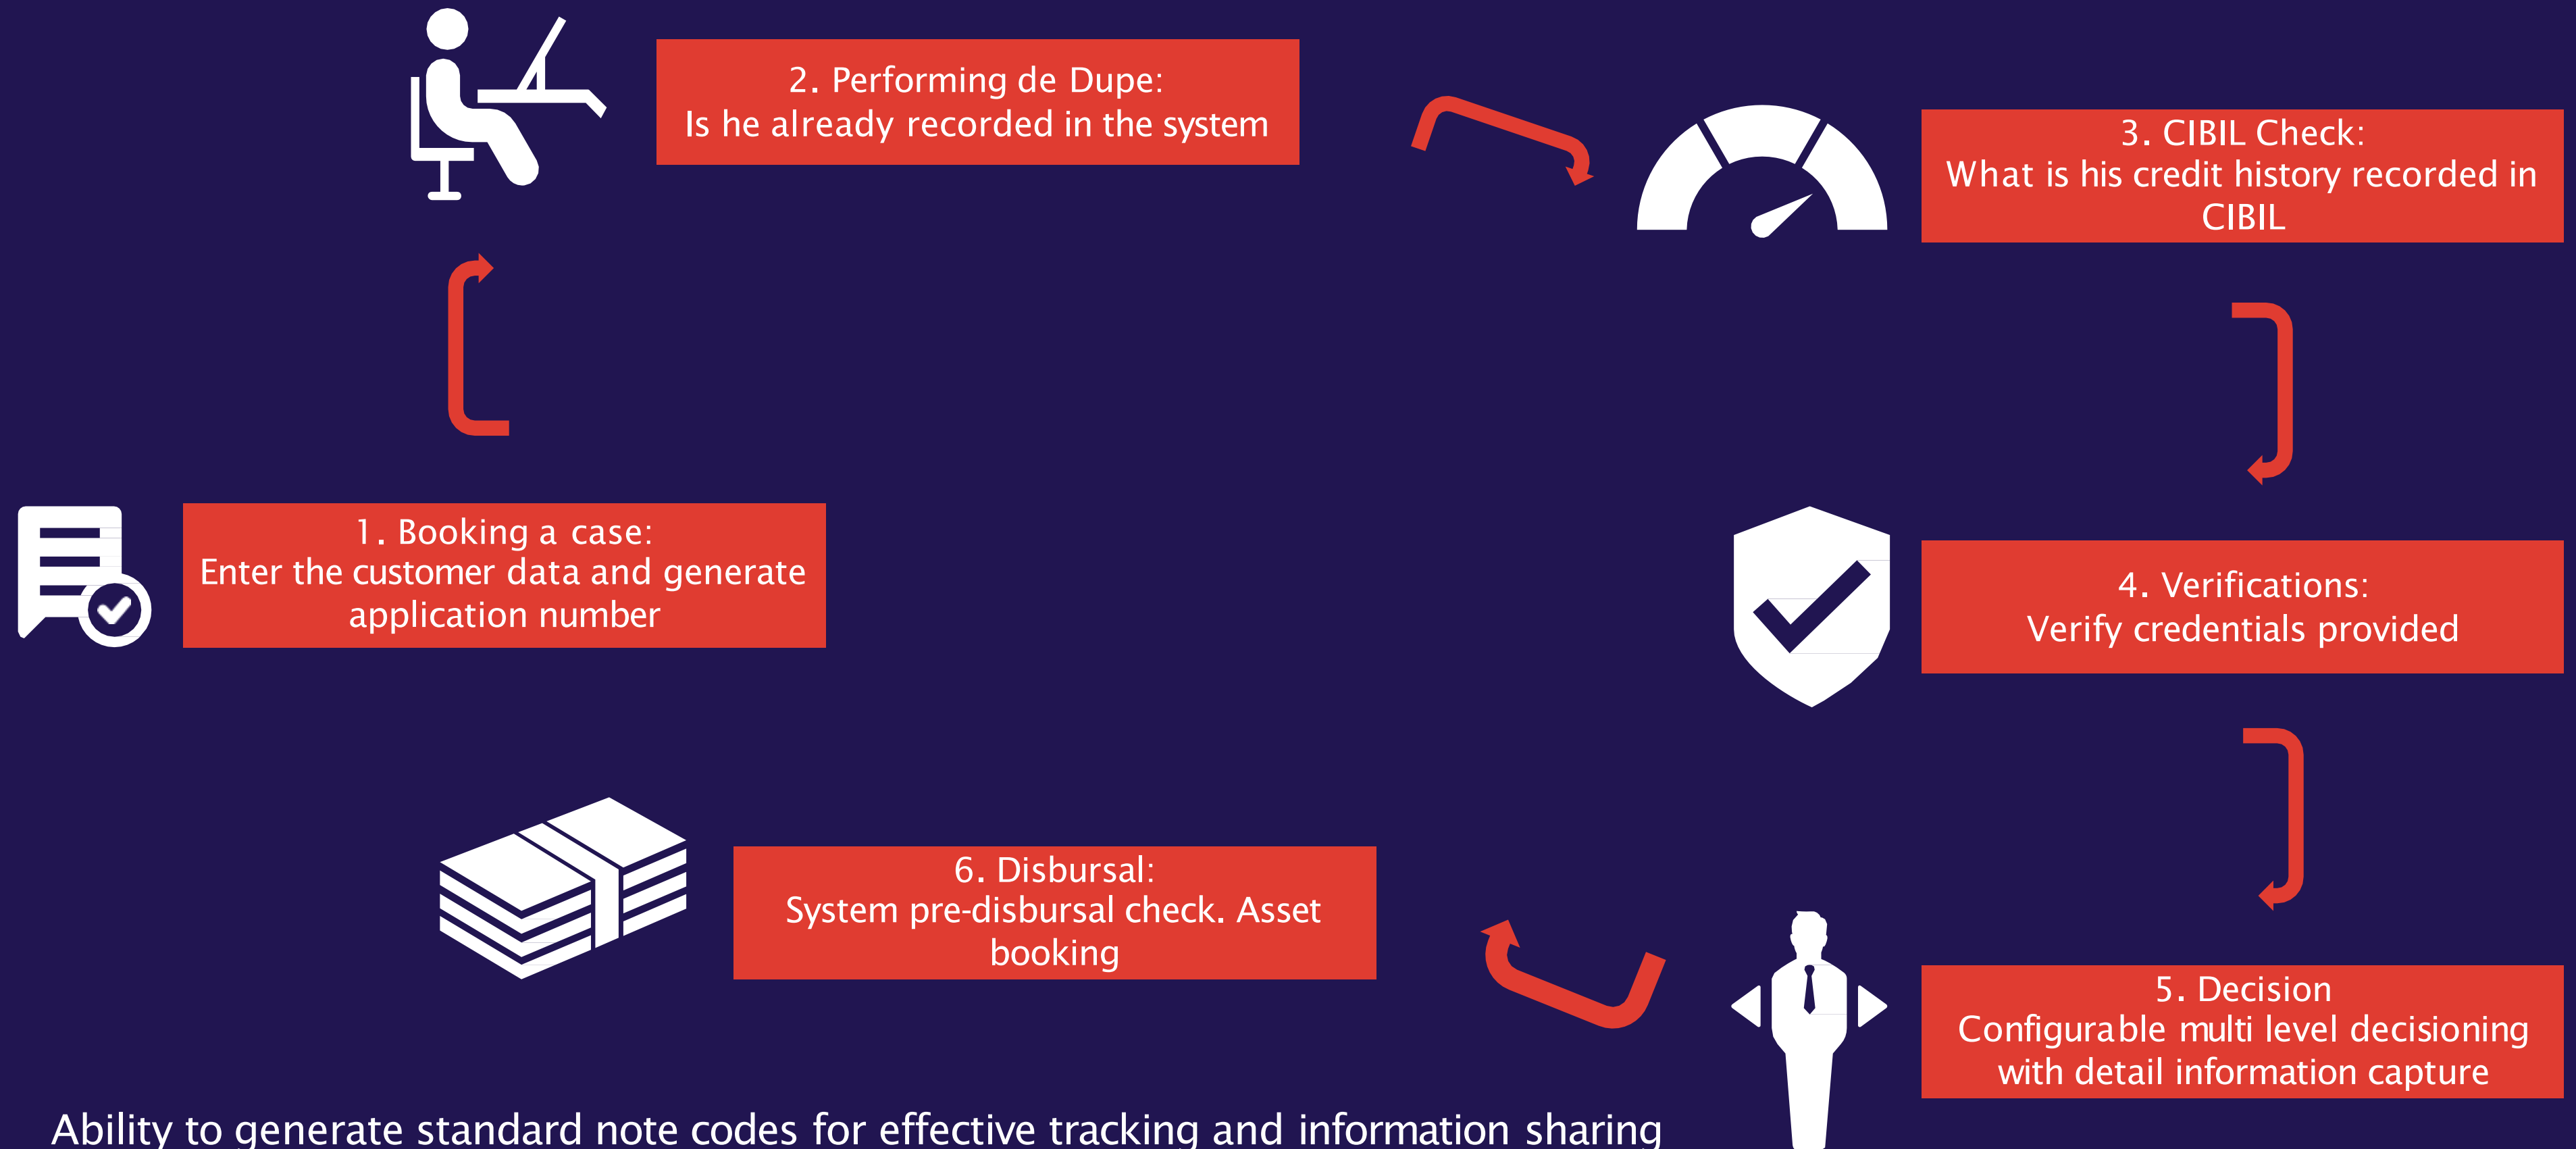 2. Performing de Dupe:
Is he already recorded in the system
3. CIBIL Check:
What is his credit history recorded in
CIBIL
1. Booking a case:
Enter the customer data and generate
application number
4. Verifications:
Verify credentials provided
6. Disbursal:
System pre-disbursal check. Asset
booking
5. Decision
Configurable multi level decisioning
with detail information capture
Ability to generate standard note codes for effective tracking and information sharing